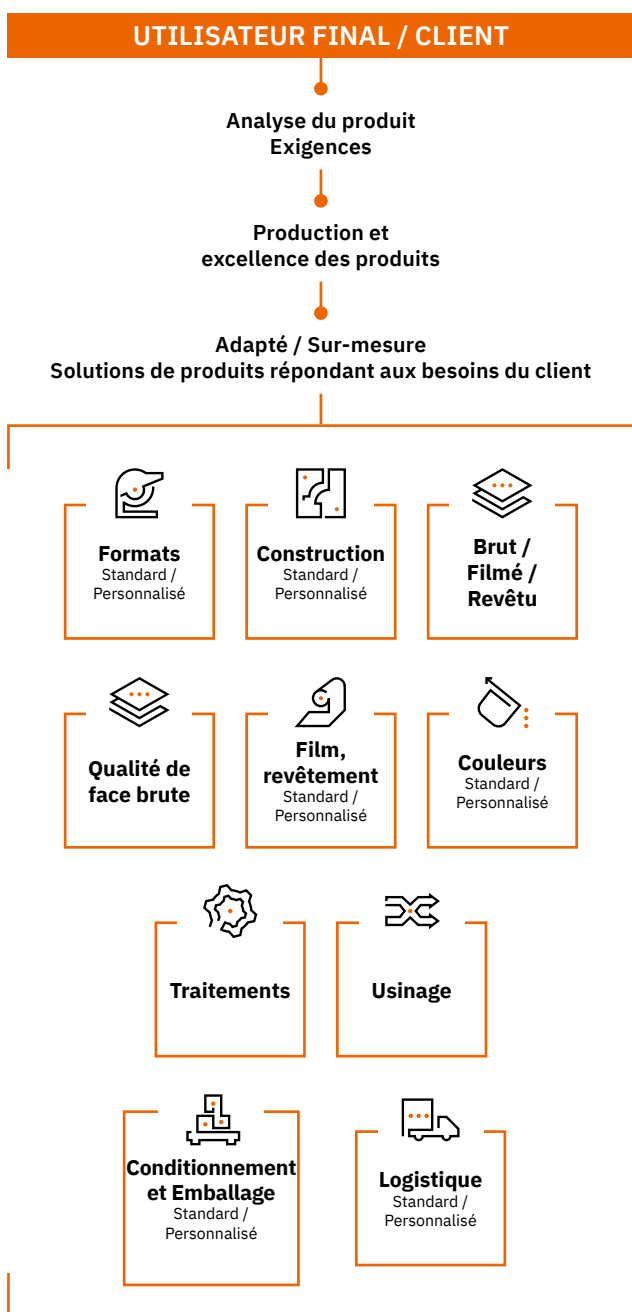 UTILISATEUR FINAL / CLIENT
Analyse du produit
Exigences
Production et
excellence des produits
Adapté / Sur-mesure
Solutions de produits répondant aux besoins du client
Formats
Standard /
Personnalisé
Construction
Standard /
Personnalisé
Brut /
Filmé /
Revêtu
Qualité de
face brute
Film,
revêtement
Standard /
Personnalisé
Couleurs
Standard /
Personnalisé
Traitements
Usinage
Conditionnement
et Emballage
Standard /
Personnalisé
Logistique
Standard /
Personnalisé